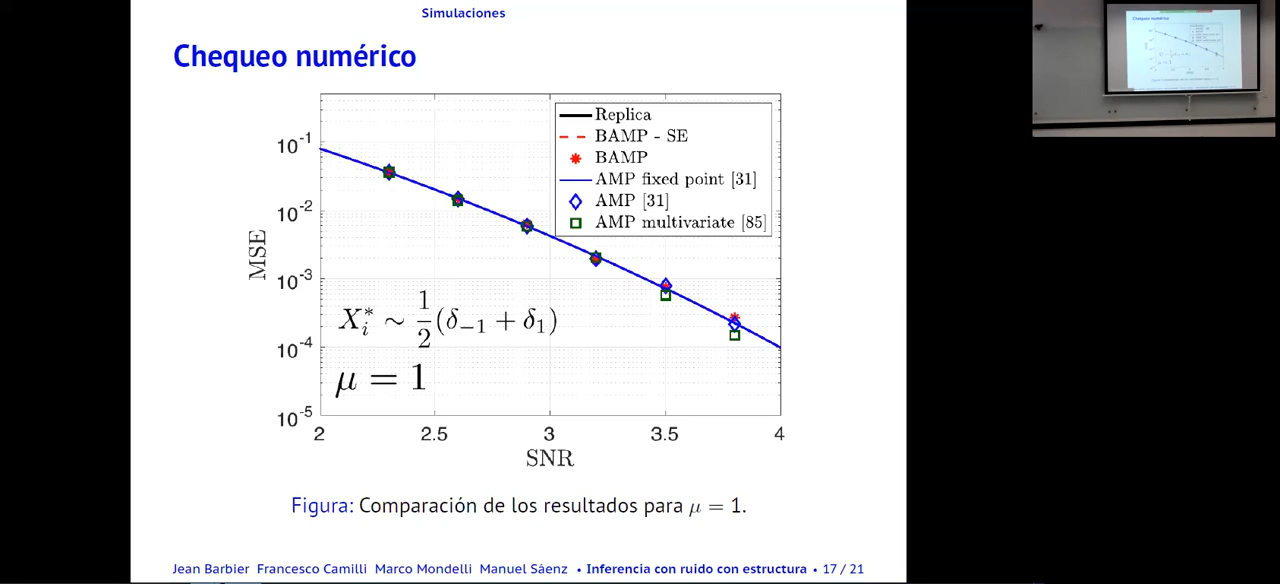 Simulaciones
Chequeo numérico
Replica
BAMP - SE
BAMP
AMP fixed point [31]
AMP [31]
AMP multivariate [85]
10^-1
10^-2
10^-3
10^-4
10^-5
MSE
X_i^* ∼ 1/2(δ_{-1} + δ_1)
μ = 1
2 2.5 3 3.5 4
SNR
Figura: Comparación de los resultados para μ = 1.
Jean Barbier Francesco Camilli Marco Mondelli Manuel Sáenz • Inferencia con ruido con estructura • 17 / 21
Chequeo numérico